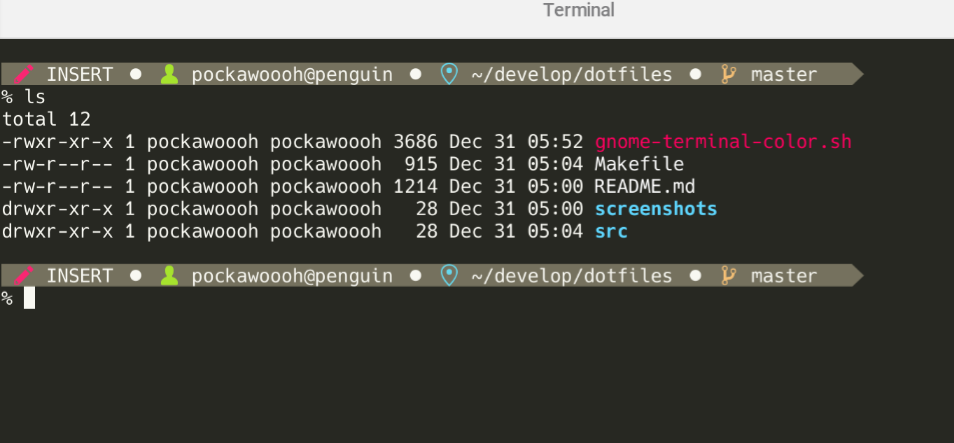 Terminal
INSERT ● pockawoooh@penguin ● ~/develop/dotfiles ● master
% ls
total 12
-rwxr-xr-x 1 pockawoooh pockawoooh 3686 Dec 31 05:52 gnome-terminal-color.sh
-rw-r--r-- 1 pockawoooh pockawoooh  915 Dec 31 05:04 Makefile
-rw-r--r-- 1 pockawoooh pockawoooh 1214 Dec 31 05:00 README.md
drwxr-xr-x 1 pockawoooh pockawoooh   28 Dec 31 05:00 screenshots
drwxr-xr-x 1 pockawoooh pockawoooh   28 Dec 31 05:04 src
INSERT ● pockawoooh@penguin ● ~/develop/dotfiles ● master
%